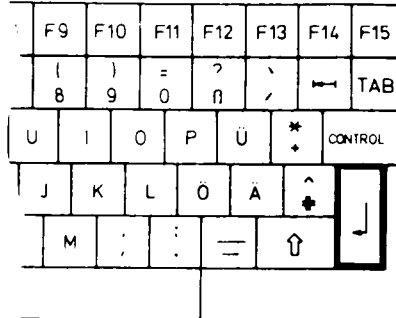 F9 F10 F11 F12 F13 F14 F15
( ) = ? `
8 9 0 ß ´ TAB
U I O P Ü * + CONTROL
J K L Ö Ä ^ #
M ; , : . _ -